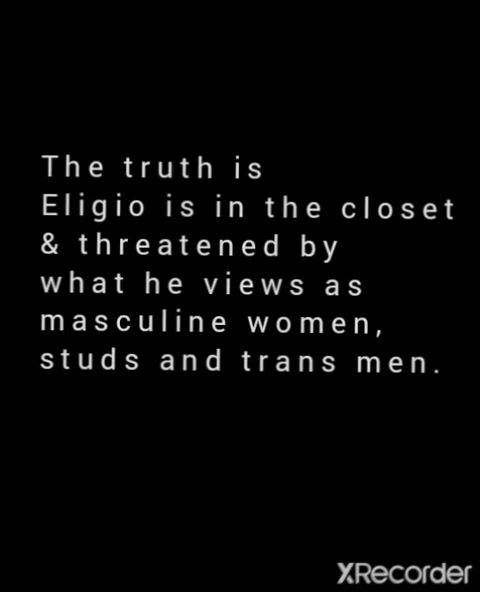 The truth is
Eligio is in the closet
& threatened by
what he views as
masculine women,
studs and trans men.
XRecorder